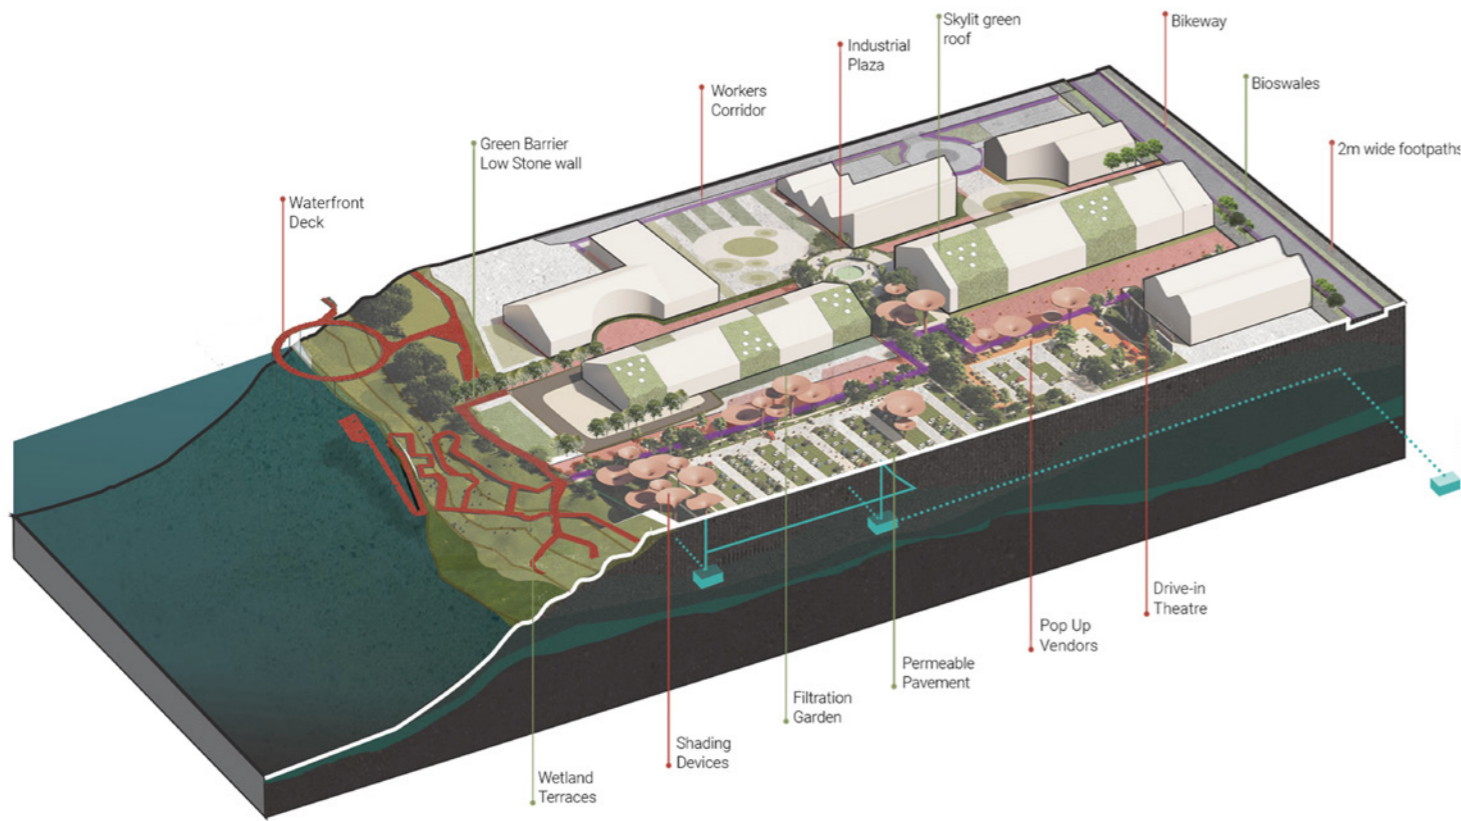 Skylit green
roof
Bikeway
Industrial
Plaza
Bioswales
Workers
Corridor
2m wide footpaths
Green Barrier
Low Stone wall
Waterfront
Deck
Drive-in
Theatre
Pop Up
Vendors
Permeable
Pavement
Filtration
Garden
Shading
Devices
Wetland
Terraces